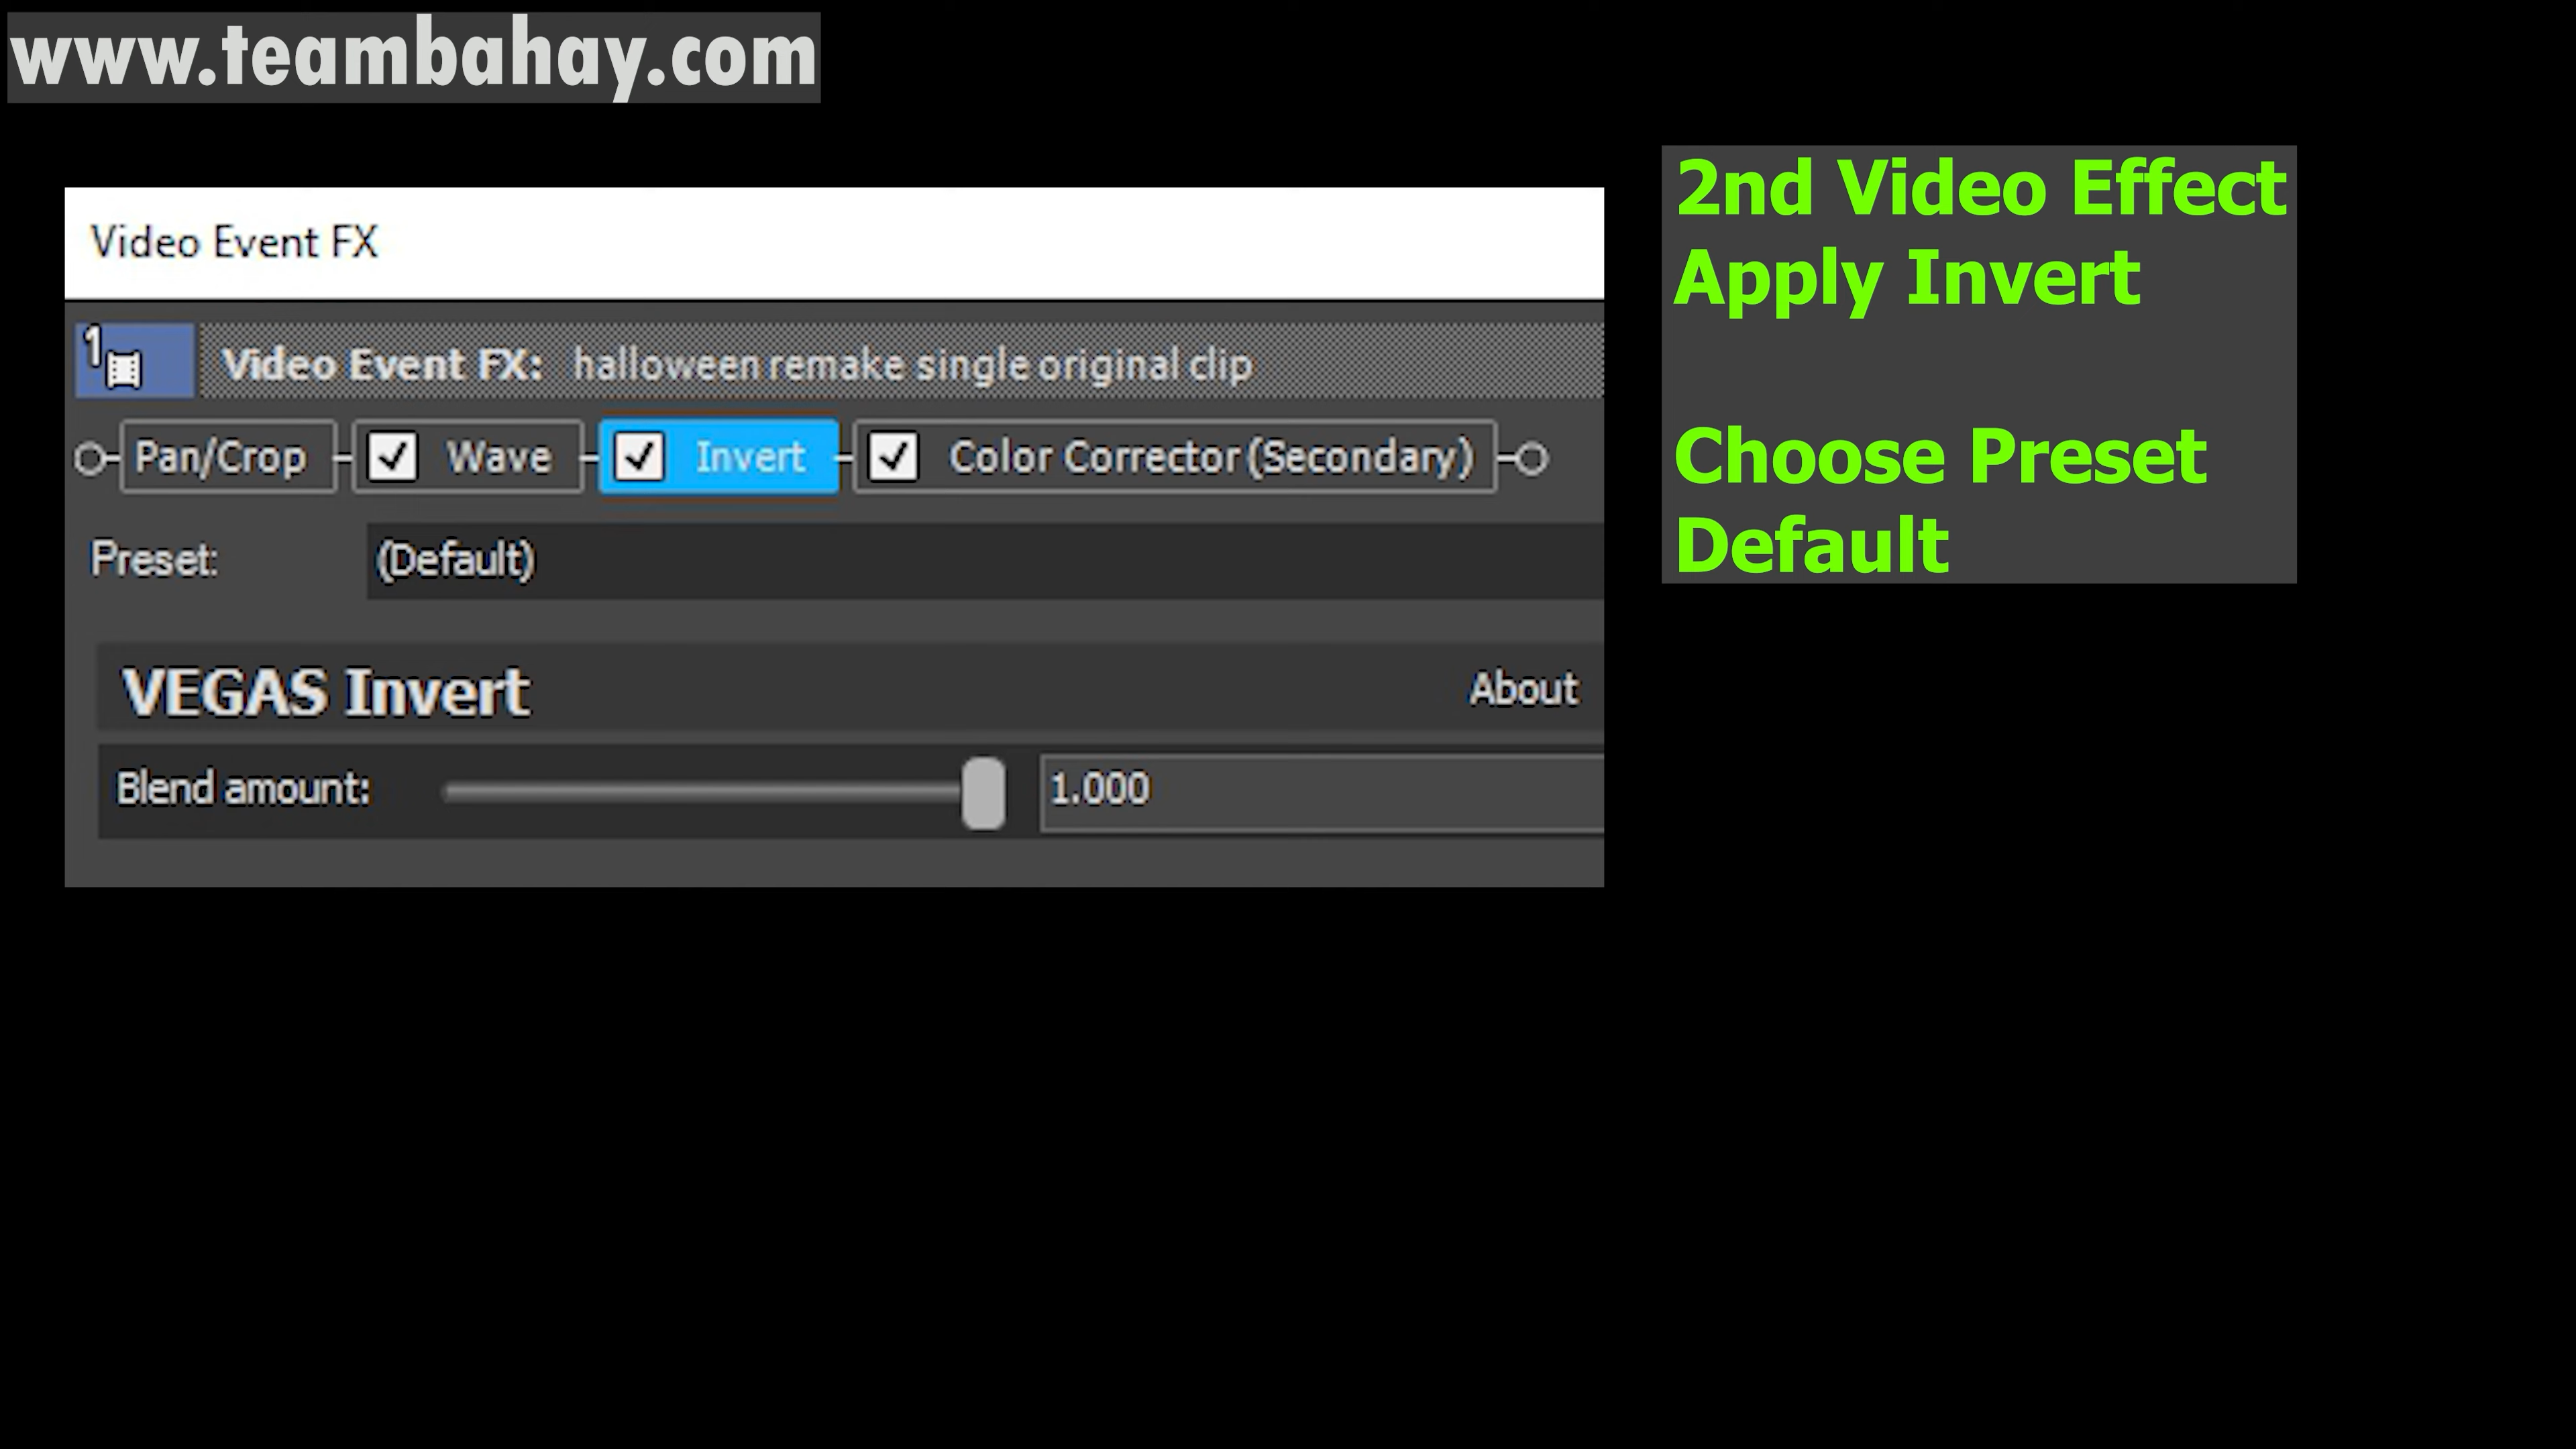 www.teambahay.com
2nd Video Effect
Apply Invert
Choose Preset
Default
Video Event FX
1
Video Event FX: halloween remake single original clip
Pan/Crop Wave Invert Color Corrector (Secondary)
Preset: (Default)
VEGAS Invert About
Blend amount: 1.000